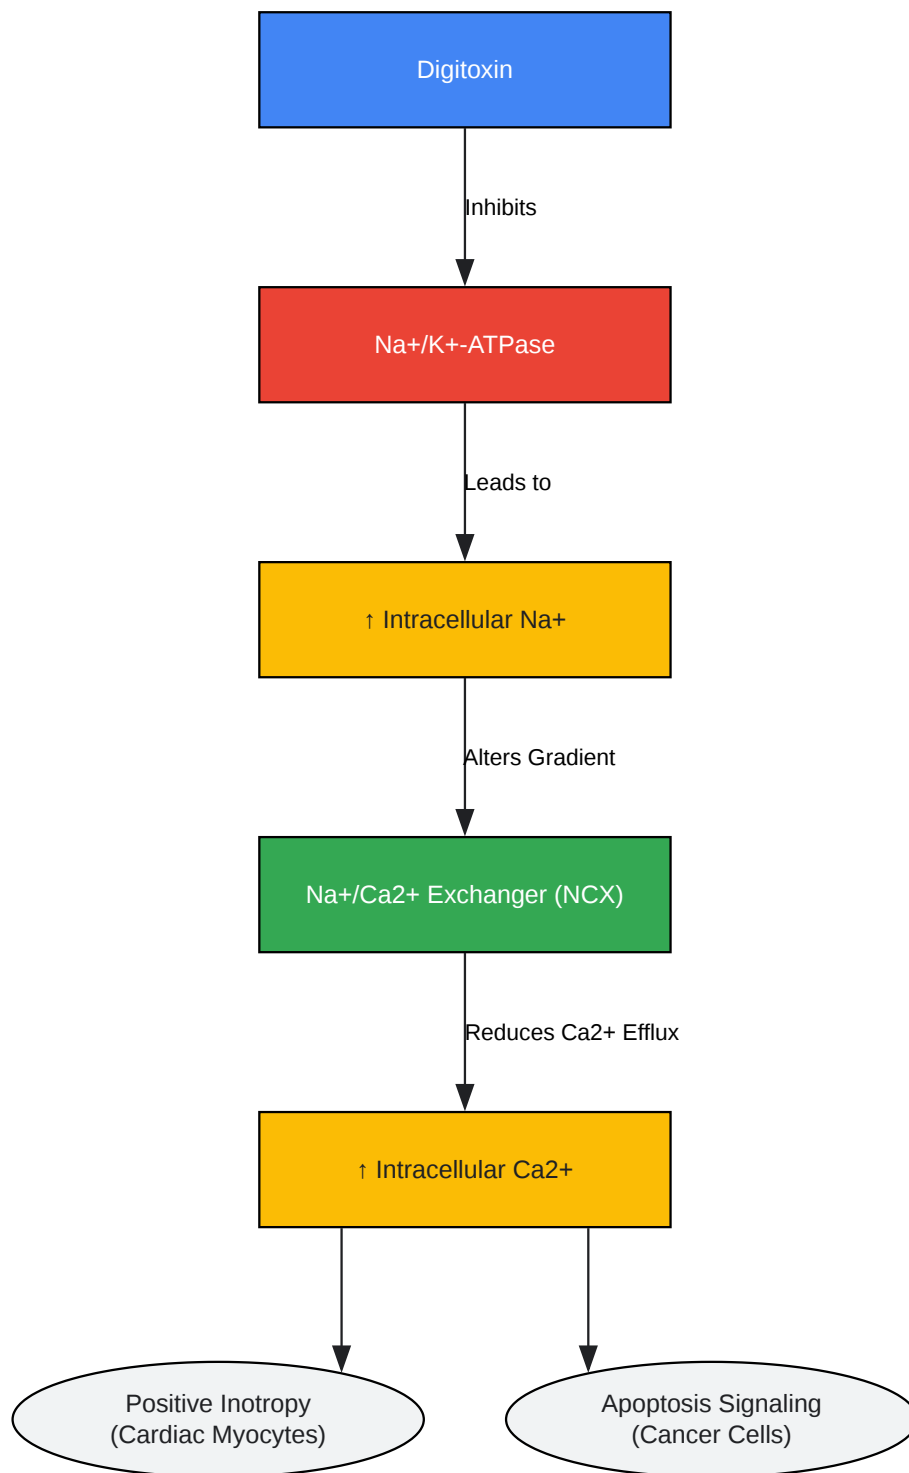 Digitoxin
Inhibits
Na+/K+-ATPase
Leads to
↑ Intracellular Na+
Alters Gradient
Na+/Ca2+ Exchanger (NCX)
Reduces Ca2+ Efflux
↑ Intracellular Ca2+
Positive Inotropy
(Cardiac Myocytes)
Apoptosis Signaling
(Cancer Cells)